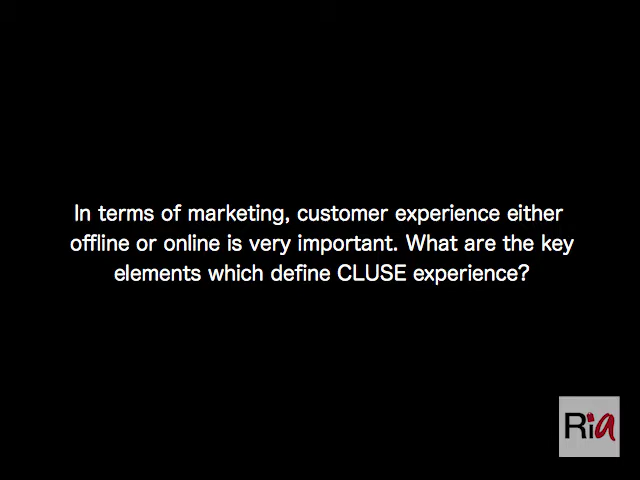 In terms of marketing, customer experience either
offline or online is very important. What are the key
elements which define CLUSE experience?
Ria